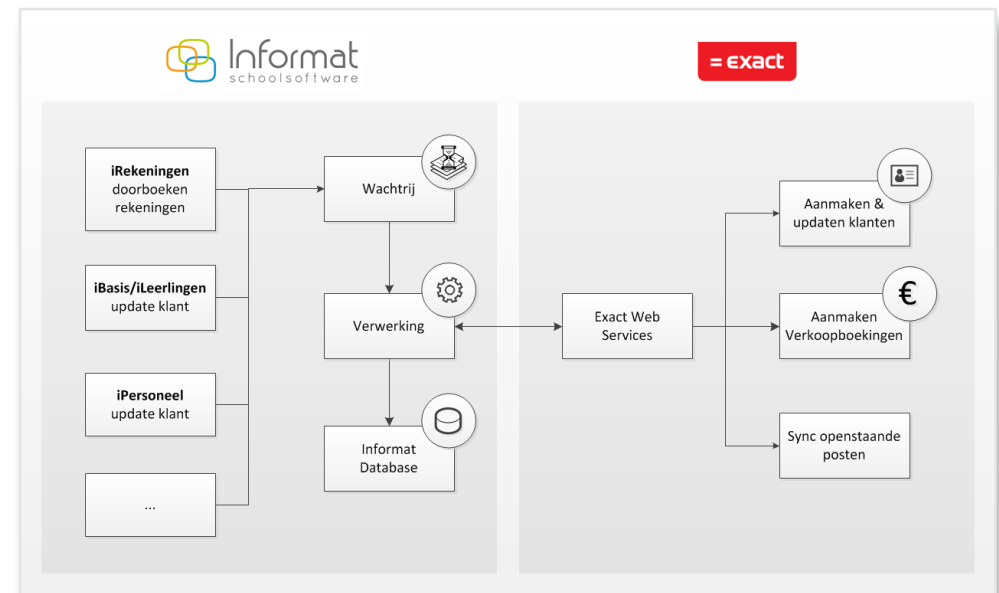 Informat
schoolsoftware
= exact
iRekeningen
doorboeken
rekeningen
iBasis/iLeerlingen
update klant
iPersoneel
update klant
...
Wachtrij
Verwerking
Informat
Database
Exact Web
Services
Aanmaken &
updaten klanten
€
Aanmaken
Verkoopboekingen
Sync openstaande
posten